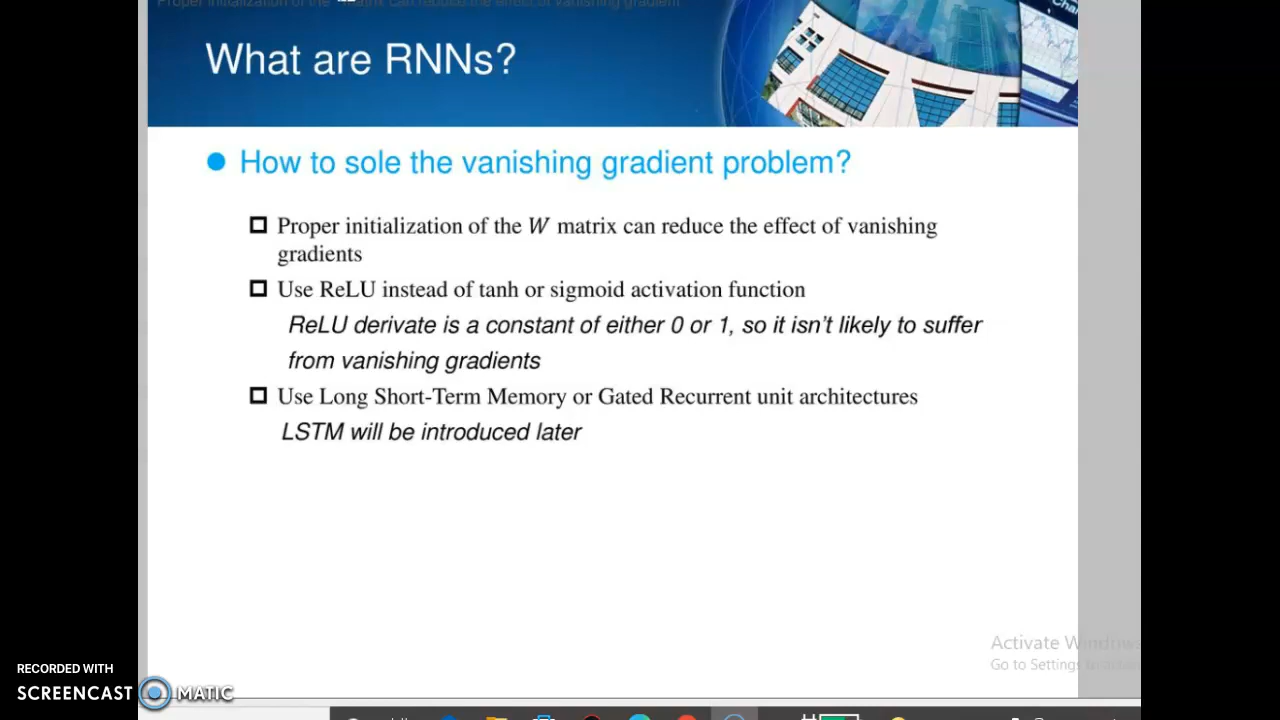 Proper initialization of the matrix can reduce the effect of vanishing gradient
What are RNNs?
How to sole the vanishing gradient problem?
Proper initialization of the W matrix can reduce the effect of vanishing
gradients
Use ReLU instead of tanh or sigmoid activation function
ReLU derivate is a constant of either 0 or 1, so it isn't likely to suffer
from vanishing gradients
Use Long Short-Term Memory or Gated Recurrent unit architectures
LSTM will be introduced later
Activate Windows
Go to Settings
RECORDED WITH
SCREENCAST MATIC